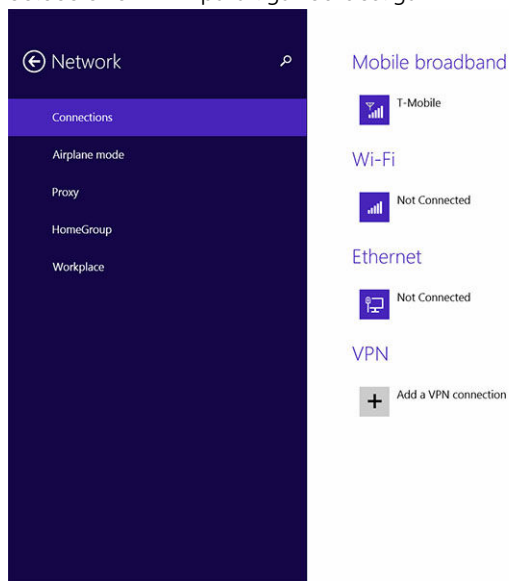 Network
Connections
Airplane mode
Proxy
HomeGroup
Workplace
Mobile broadband
T-Mobile
Wi-Fi
Not Connected
Ethernet
Not Connected
VPN
Add a VPN connection